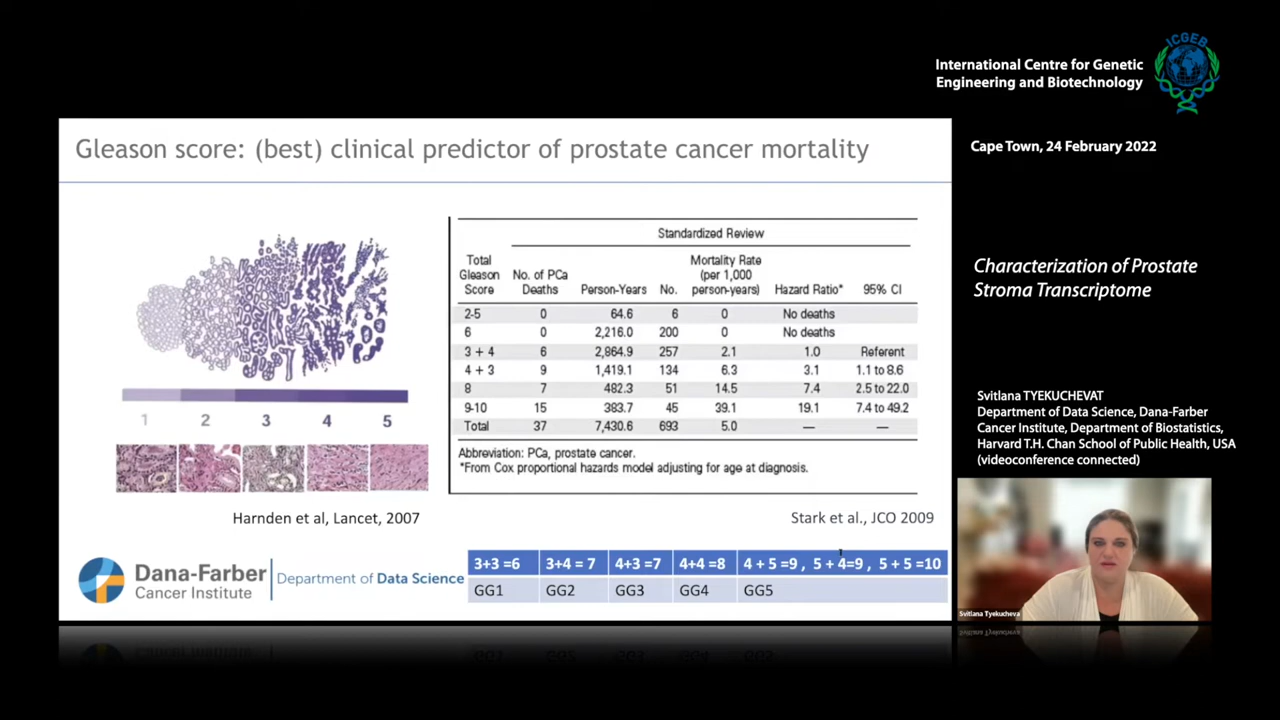 ICGEB
International Centre for Genetic
Engineering and Biotechnology
Cape Town, 24 February 2022
Gleason score: (best) clinical predictor of prostate cancer mortality
1 2 3 4 5
Harnden et al, Lancet, 2007
Standardized Review
Total Gleason Score No. of PCa Deaths Person-Years No. Mortality Rate (per 1,000 person-years) Hazard Ratio* 95% CI
2-5 0 64.6 6 0 No deaths
6 0 2,216.0 200 0 No deaths
3 + 4 6 2,864.9 257 2.1 1.0 Referent
4 + 3 9 1,419.1 134 6.3 3.1 1.1 to 8.6
8 7 482.3 51 14.5 7.4 2.5 to 22.0
9-10 15 383.7 45 39.1 19.1 7.4 to 49.2
Total 37 7,430.6 693 5.0 — —
Abbreviation: PCa, prostate cancer.
*From Cox proportional hazards model adjusting for age at diagnosis.
Stark et al., JCO 2009
3+3 =6 3+4 = 7 4+3 =7 4+4 =8 4 + 5 =9 , 5 + 4=9 , 5 + 5 =10
GG1 GG2 GG3 GG4 GG5
Dana-Farber
Cancer Institute
Department of Data Science
Characterization of Prostate
Stroma Transcriptome
Svitlana TYEKUCHEVAT
Department of Data Science, Dana-Farber
Cancer Institute, Department of Biostatistics,
Harvard T.H. Chan School of Public Health, USA
(videoconference connected)
Svitlana Tyekucheva